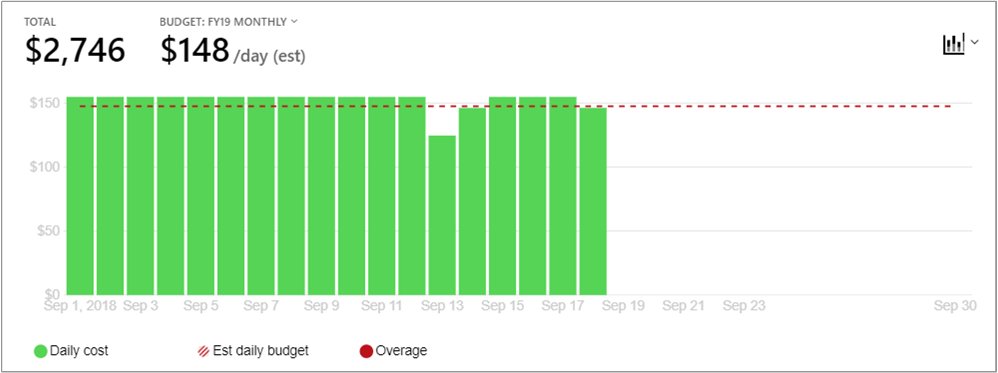 TOTAL
BUDGET: FY19 MONTHLY
$2,746
$148 /day (est)
$150
$100
$50
$0
Sep 1, 2018 Sep 3 Sep 5 Sep 7 Sep 9 Sep 11 Sep 13 Sep 15 Sep 17 Sep 19 Sep 21 Sep 23 Sep 30
Daily cost Est daily budget Overage